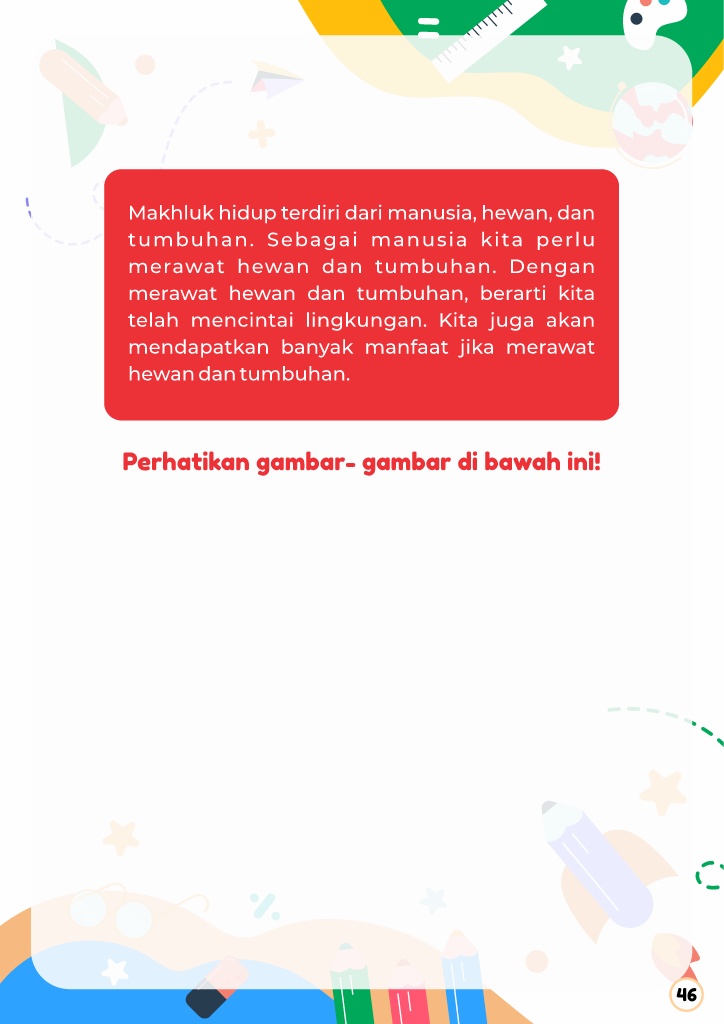 Makhluk hidup terdiri dari manusia, hewan, dan
tumbuhan. Sebagai manusia kita perlu
merawat hewan dan tumbuhan. Dengan
merawat hewan dan tumbuhan, berarti kita
telah mencintai lingkungan. Kita juga akan
mendapatkan banyak manfaat jika merawat
hewan dan tumbuhan.
Perhatikan gambar- gambar di bawah ini!
46